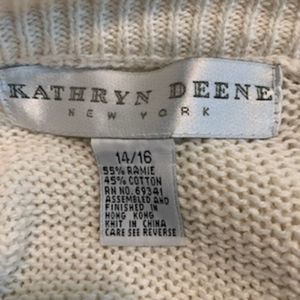 KATHRYN DEENE
NEW YORK
14/16
55% RAMIE
45% COTTON
RN NO. 69341
ASSEMBLED AND
FINISHED IN
HONG KONG
KNIT IN CHINA
CARE SEE REVERSE